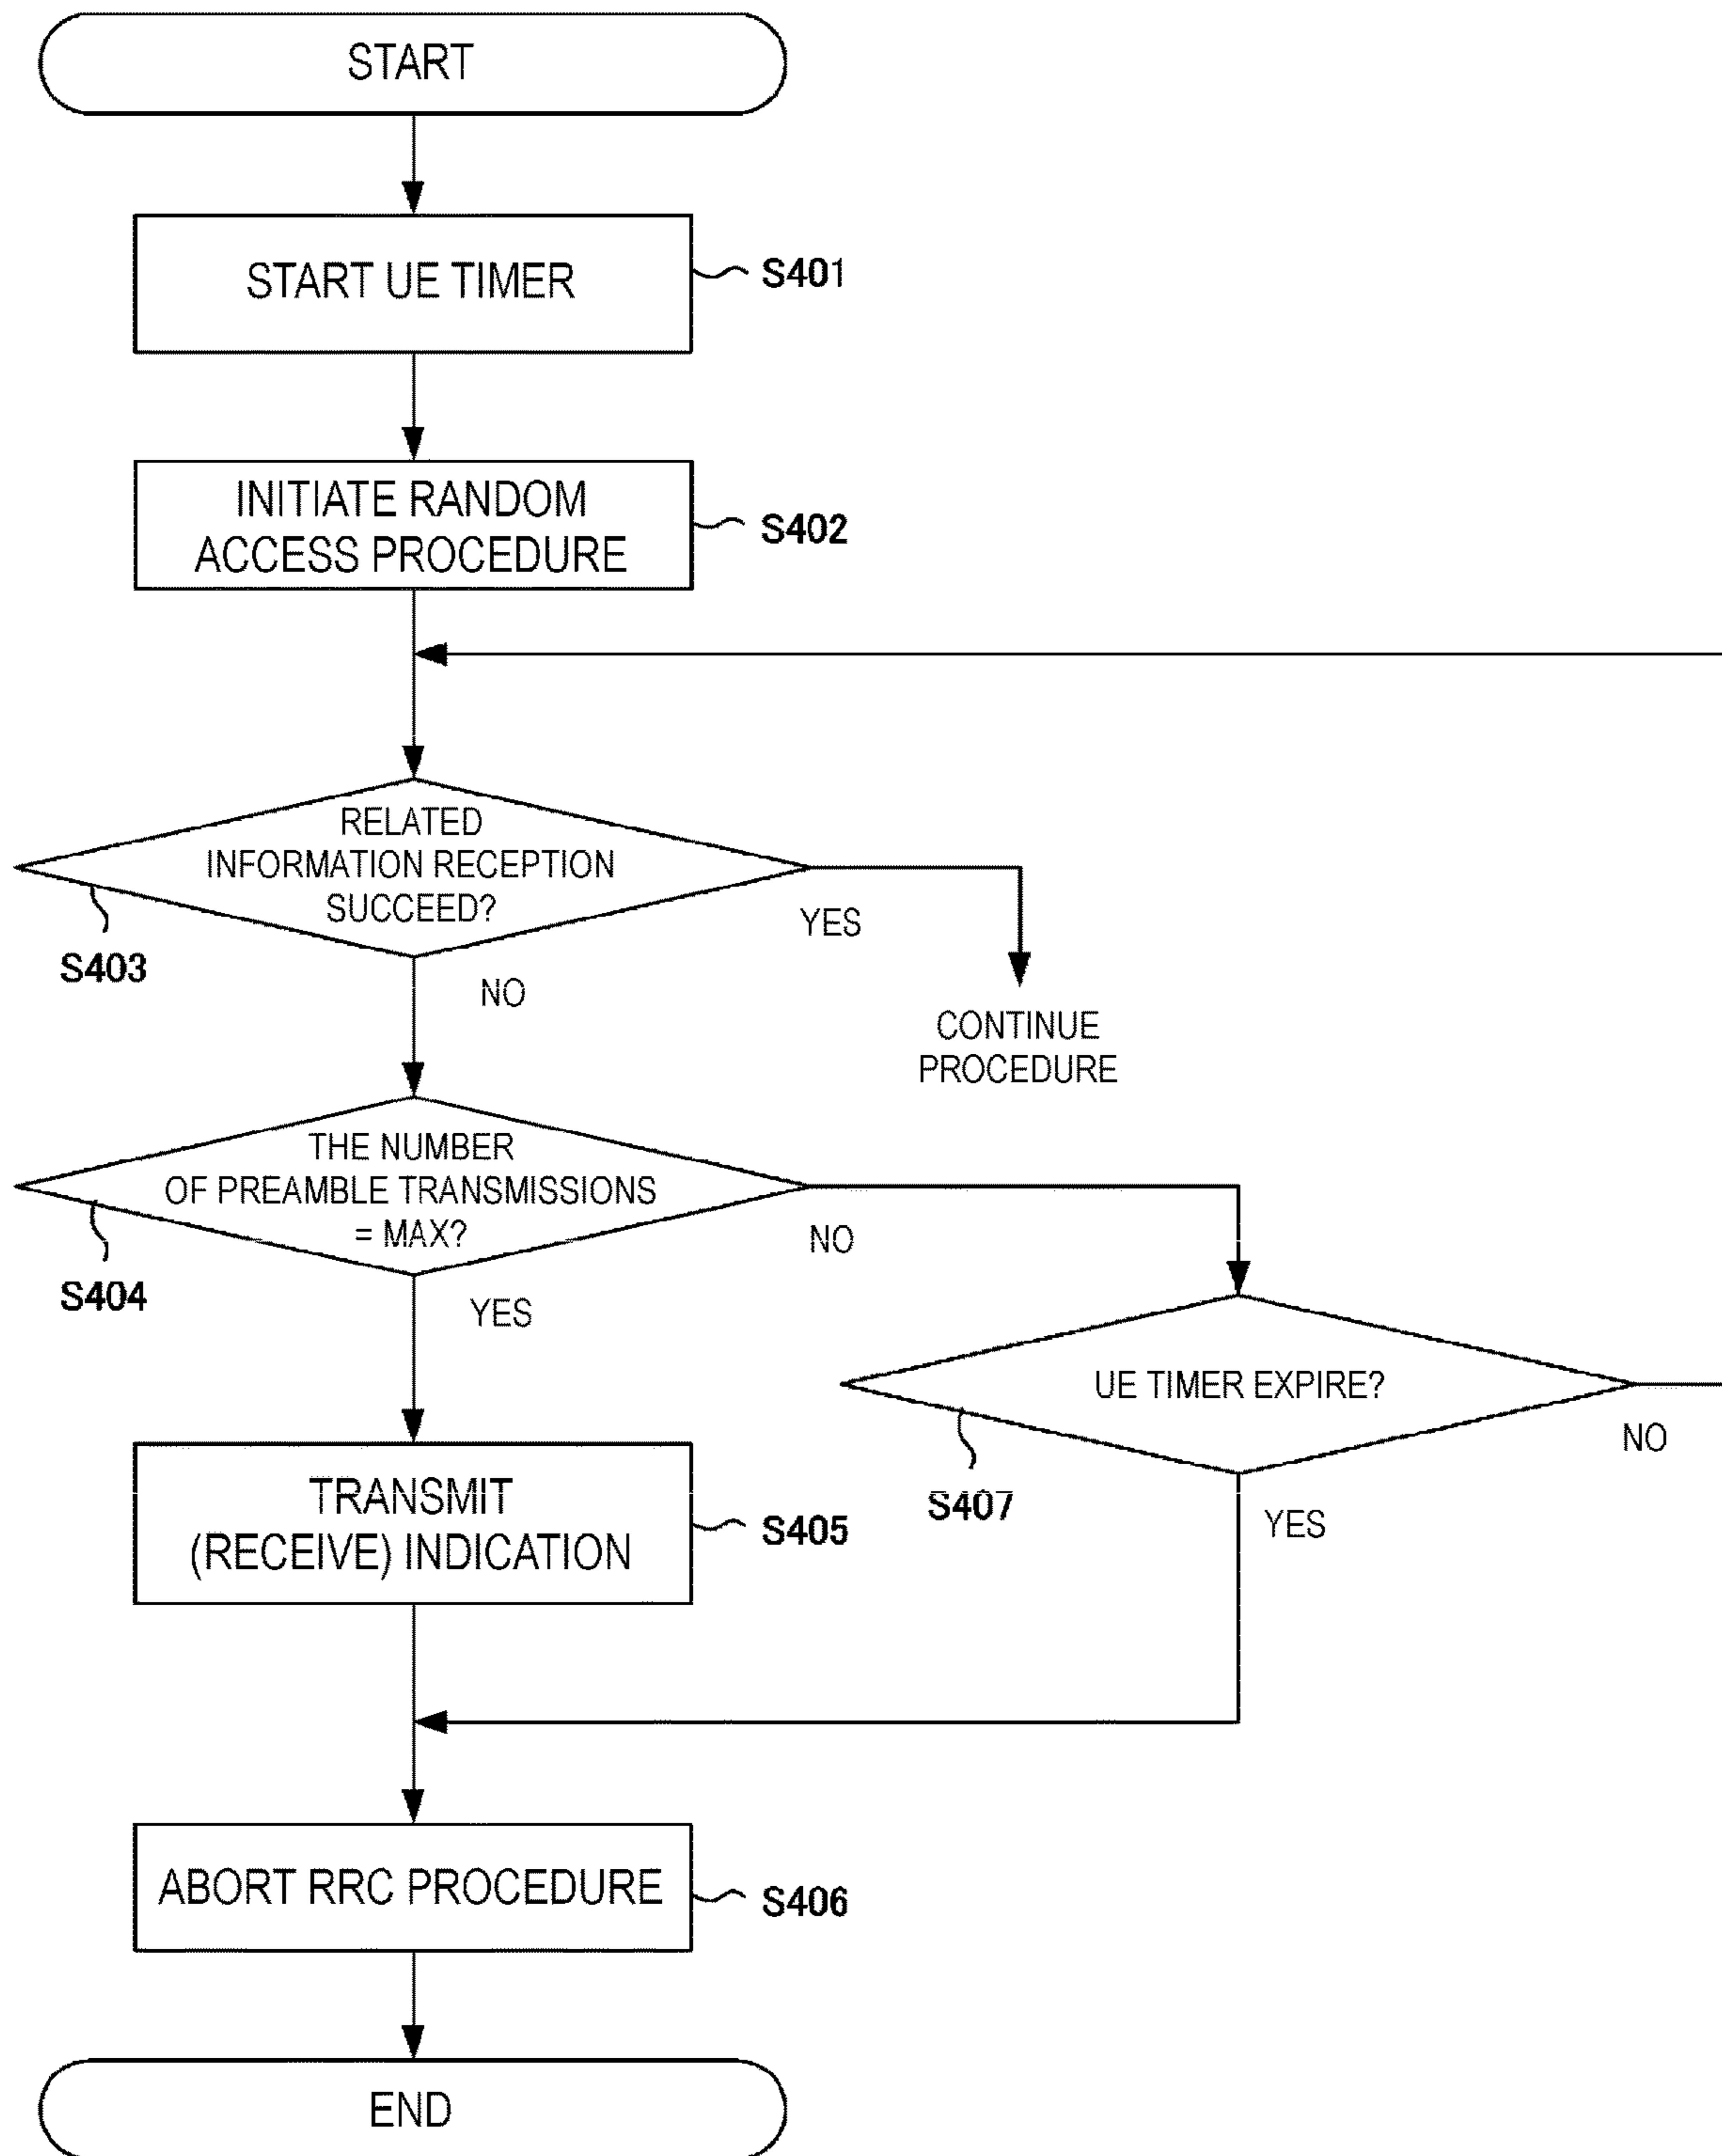 START
START UE TIMER
S401
INITIATE RANDOM
ACCESS PROCEDURE
S402
RELATED
INFORMATION RECEPTION
SUCCEED?
S403
YES
NO
CONTINUE
PROCEDURE
THE NUMBER
OF PREAMBLE TRANSMISSIONS
= MAX?
S404
NO
YES
UE TIMER EXPIRE?
S407
NO
YES
TRANSMIT
(RECEIVE) INDICATION
S405
ABORT RRC PROCEDURE
S406
END